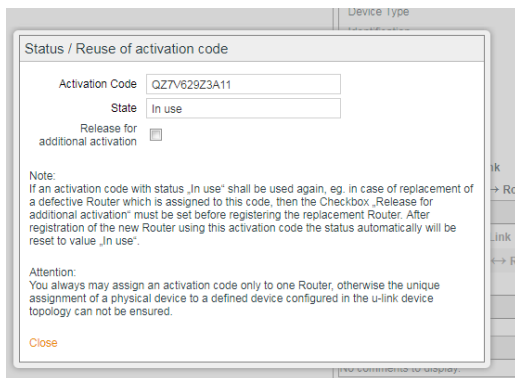 Device Type
Status / Reuse of activation code
Activation Code QZ7V629Z3A11
State In use
Release for
additional activation
Note:
If an activation code with status „In use“ shall be used again, eg. in case of replacement of
a defective Router which is assigned to this code, then the Checkbox „Release for
additional activation“ must be set before registering the replacement Router. After
registration of the new Router using this activation code the status automatically will be
reset to value „In use“.
Attention:
You always may assign an activation code only to one Router, otherwise the unique
assignment of a physical device to a defined device configured in the u-link device
topology can not be ensured.
Close
No comments to display.